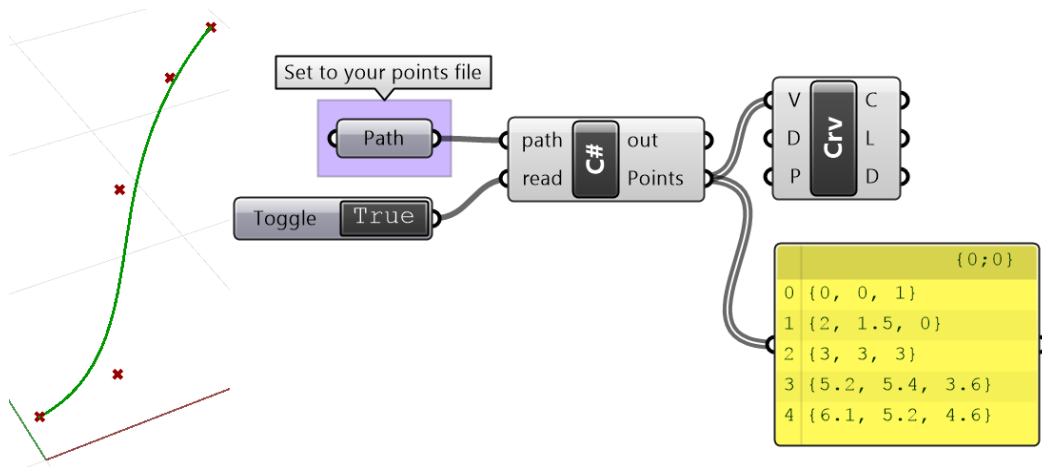 Set to your points file
Path
path
read
C#
out
Points
Toggle True
V
D
P
Crv
C
L
D
{0;0}
0 {0, 0, 1}
1 {2, 1.5, 0}
2 {3, 3, 3}
3 {5.2, 5.4, 3.6}
4 {6.1, 5.2, 4.6}